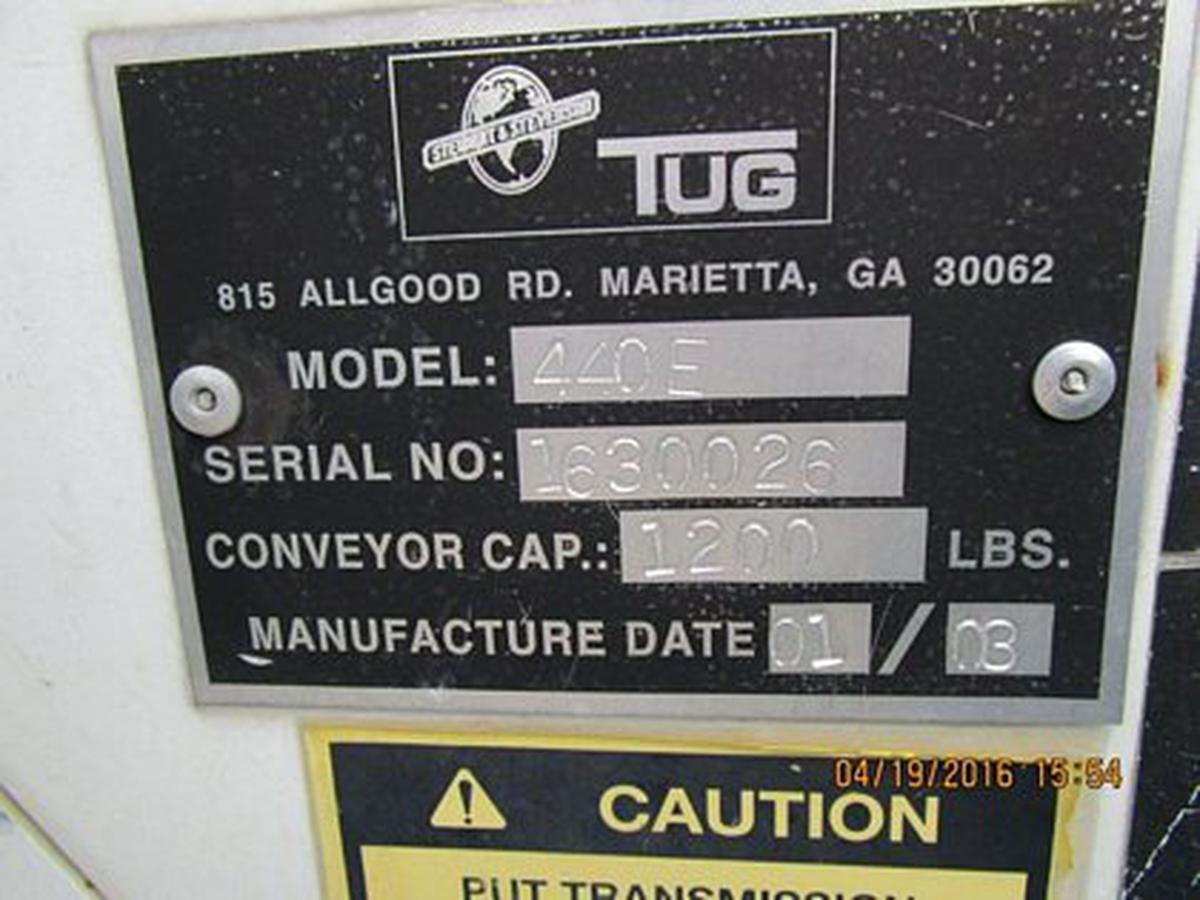 STEWART & STEVENSON
TUG
815 ALLGOOD RD. MARIETTA, GA 30062
MODEL: 440E
SERIAL NO: 1630026
CONVEYOR CAP.: 1200 LBS.
MANUFACTURE DATE 01 / 03
04/19/2016 15:54
CAUTION
PUT TRANSMISSION